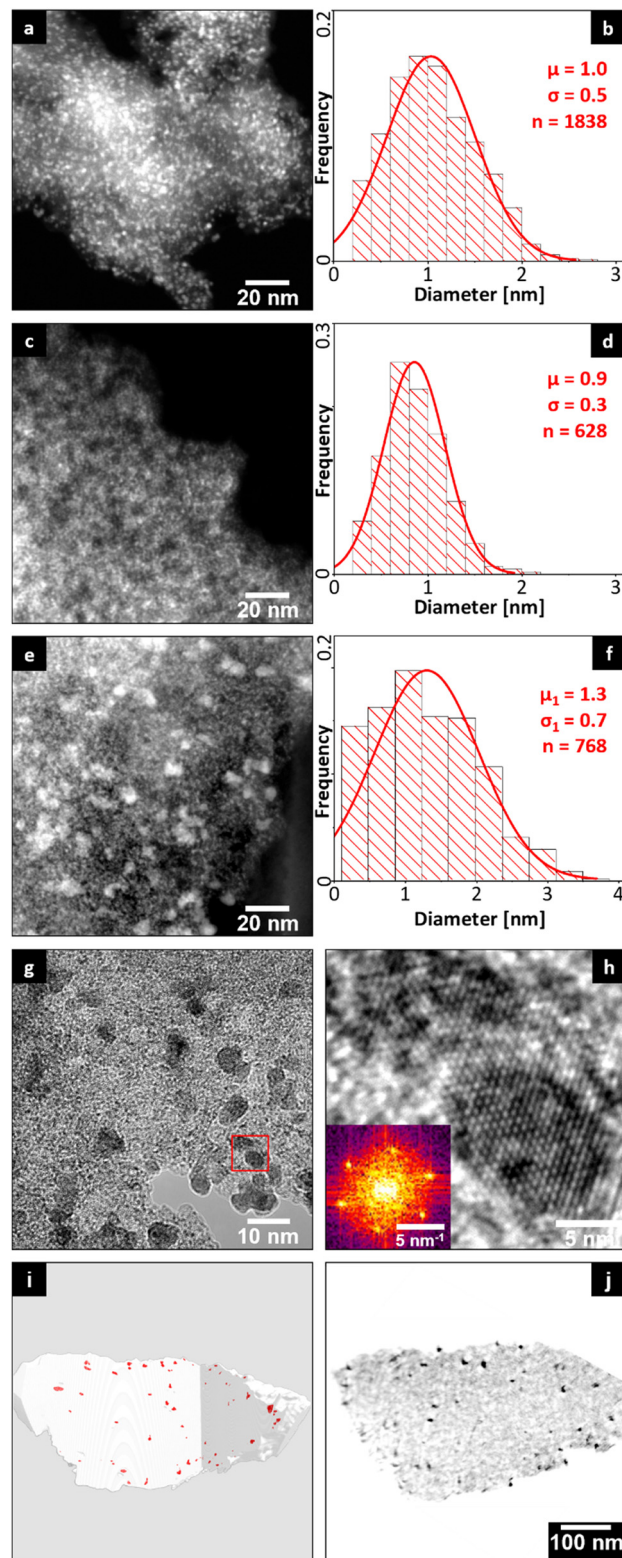 a
20 nm
b
0.2
μ = 1.0
σ = 0.5
n = 1838
Frequency
0
0 1 2 3
Diameter [nm]
c
20 nm
d
0.3
μ = 0.9
σ = 0.3
n = 628
Frequency
0
0 1 2 3
Diameter [nm]
e
20 nm
f
0.2
μ₁ = 1.3
σ₁ = 0.7
n = 768
Frequency
0
0 1 2 3 4
Diameter [nm]
g
10 nm
h
5 nm⁻¹
5 nm
i
j
100 nm